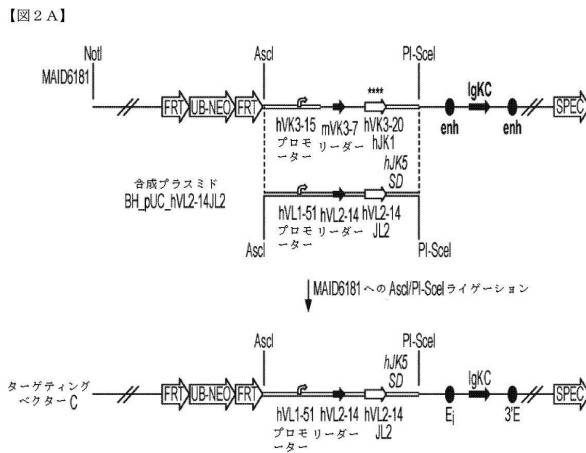 【図2A】
NotI
MAID6181
AscI
PI-SceI
****
IgKC
FRT
UB-NEO
FRT
SPEC
hVK3-15
プロモ
ーター
mVK3-7
リーダー
hVK3-20
hJK1
enh
enh
合成プラスミド
BH_pUC_hVL2-14JL2
hJK5
SD
hVL1-51
プロモ
ーター
hVL2-14
リーダー
hVL2-14
JL2
AscI
PI-SceI
MAID6181へのAscI/PI-SceIライゲーション
AscI
PI-SceI
hJK5
SD
IgKC
ターゲティング
ベクターC
FRT
UB-NEO
FRT
SPEC
hVL1-51
プロモ
ーター
hVL2-14
リーダー
hVL2-14
JL2
Ei
3'E